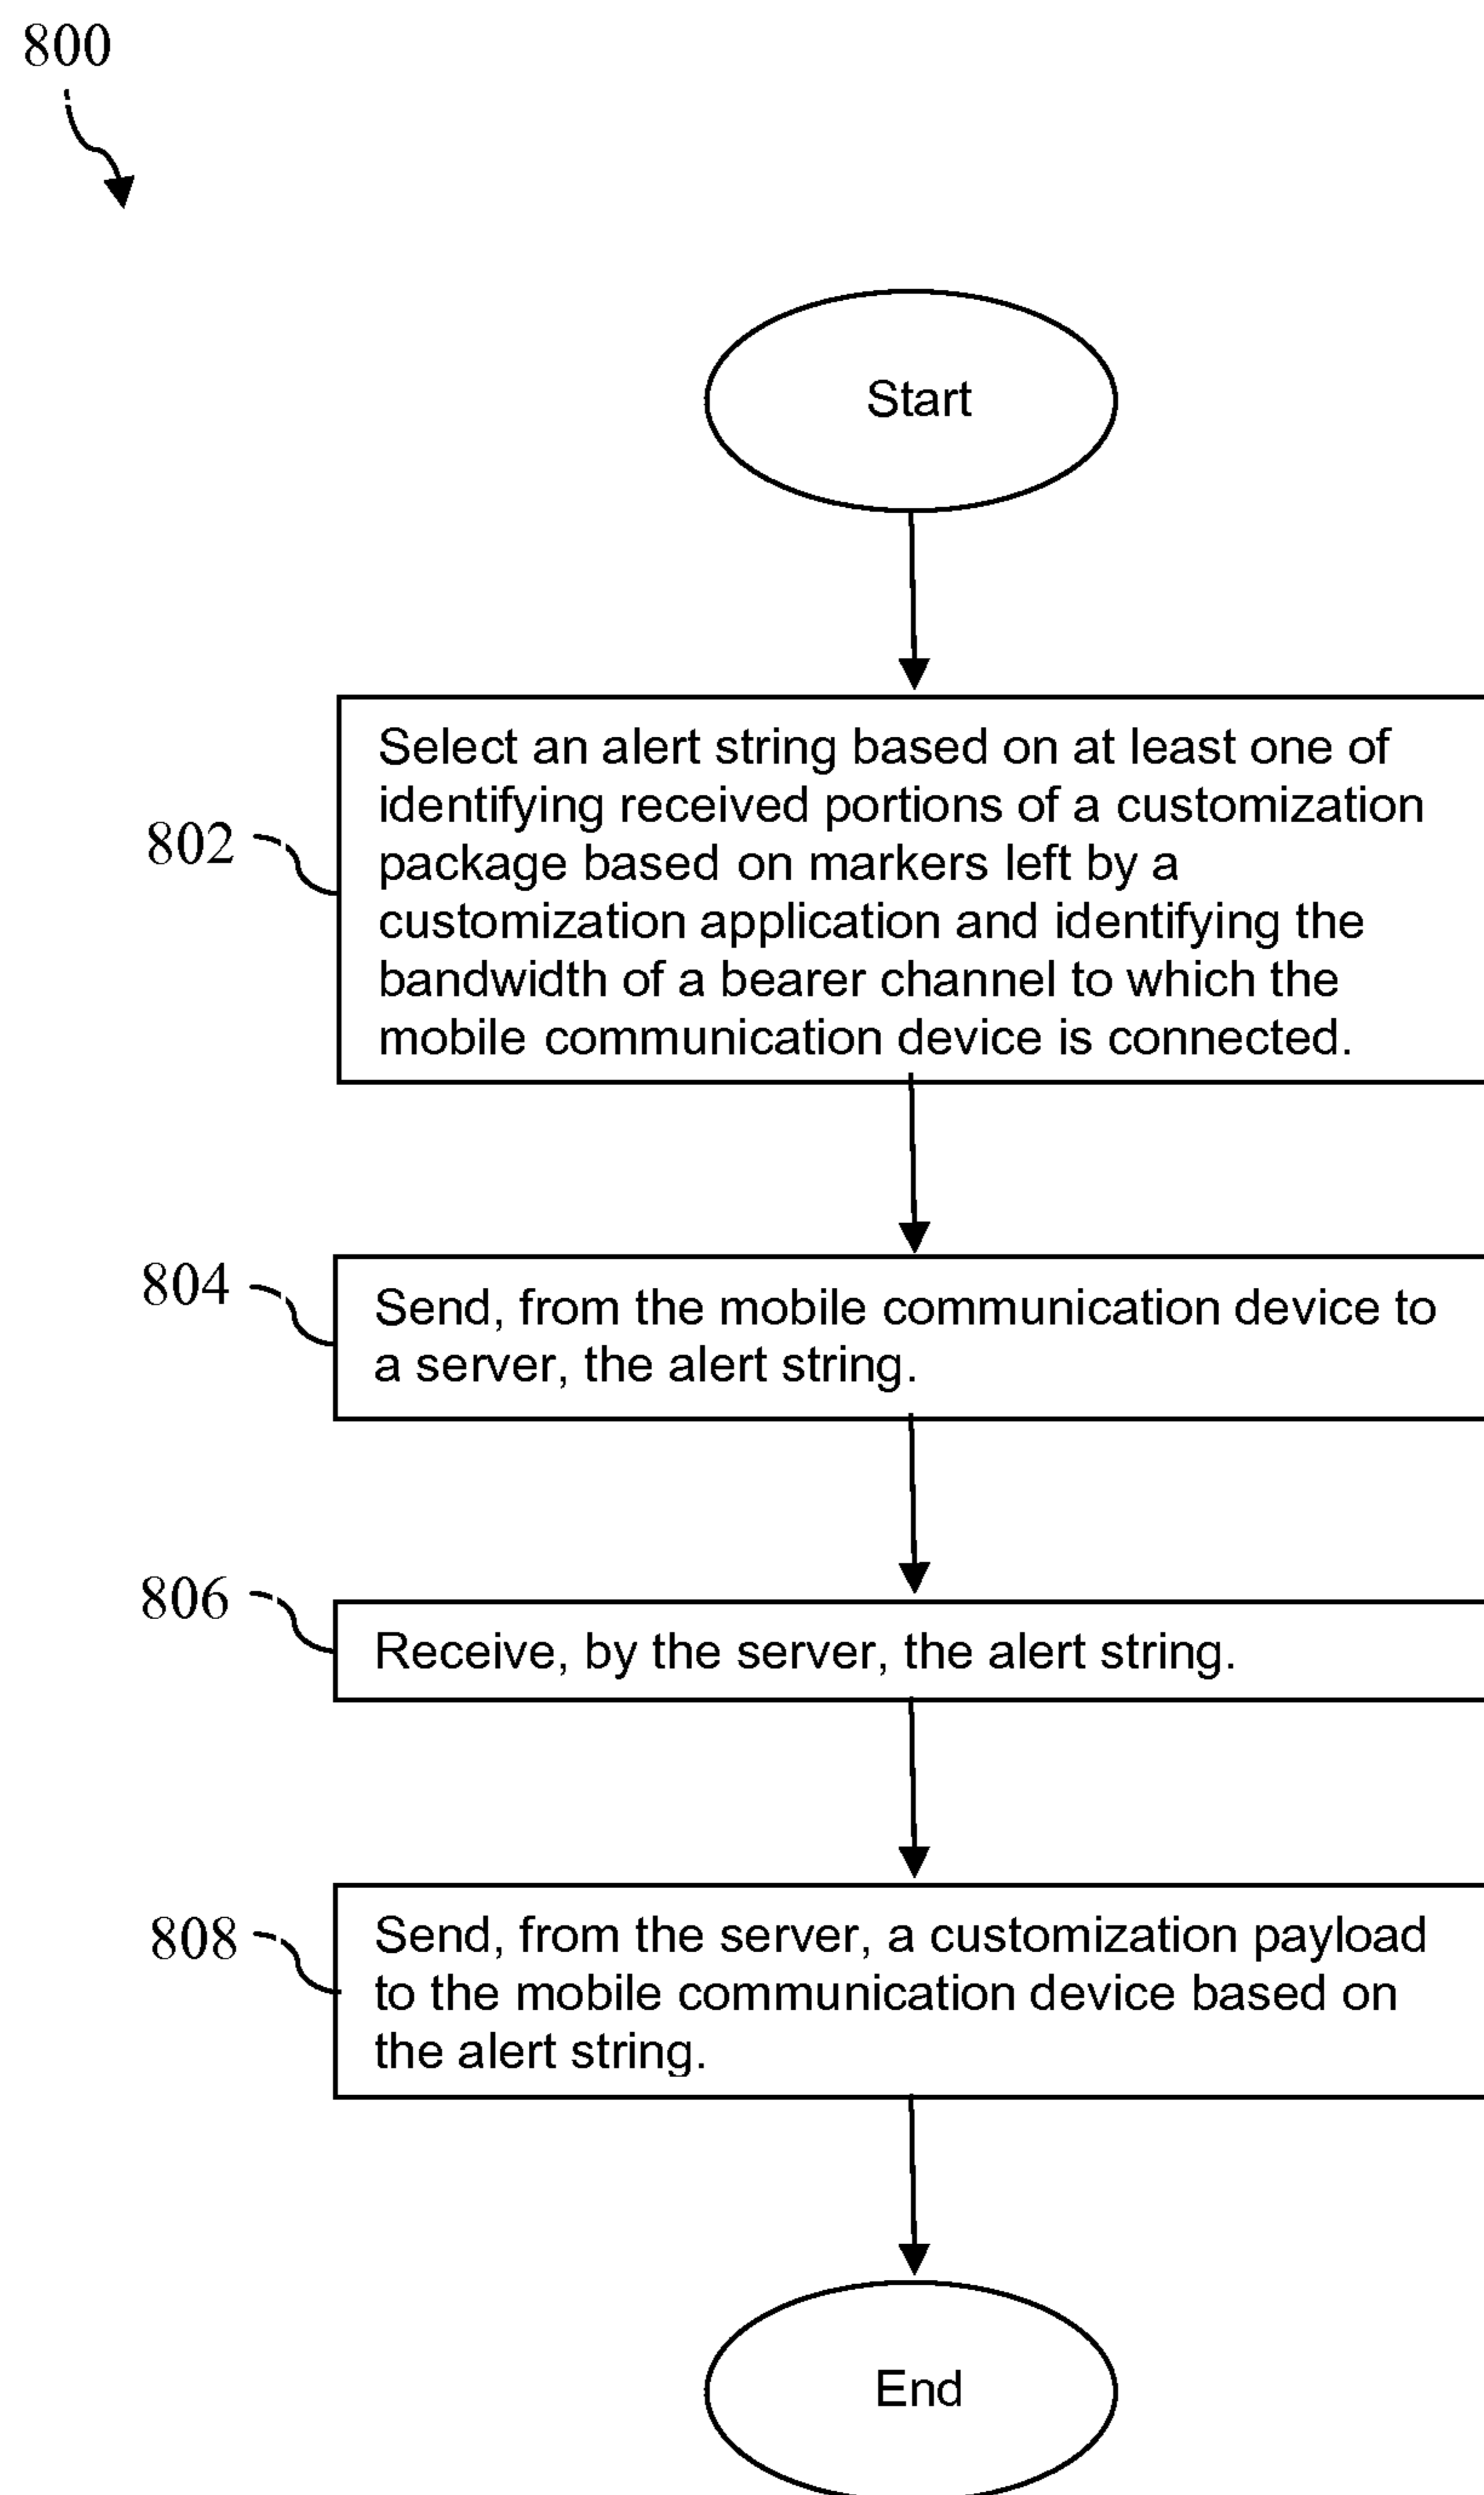 800
Start
802
Select an alert string based on at least one of
identifying received portions of a customization
package based on markers left by a
customization application and identifying the
bandwidth of a bearer channel to which the
mobile communication device is connected.
804
Send, from the mobile communication device to
a server, the alert string.
806
Receive, by the server, the alert string.
808
Send, from the server, a customization payload
to the mobile communication device based on
the alert string.
End